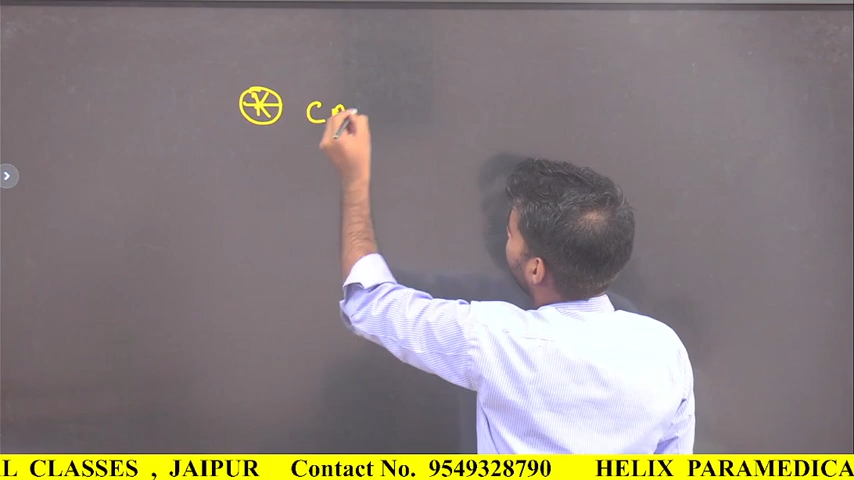 C
L CLASSES , JAIPUR Contact No. 9549328790 HELIX PARAMEDICA